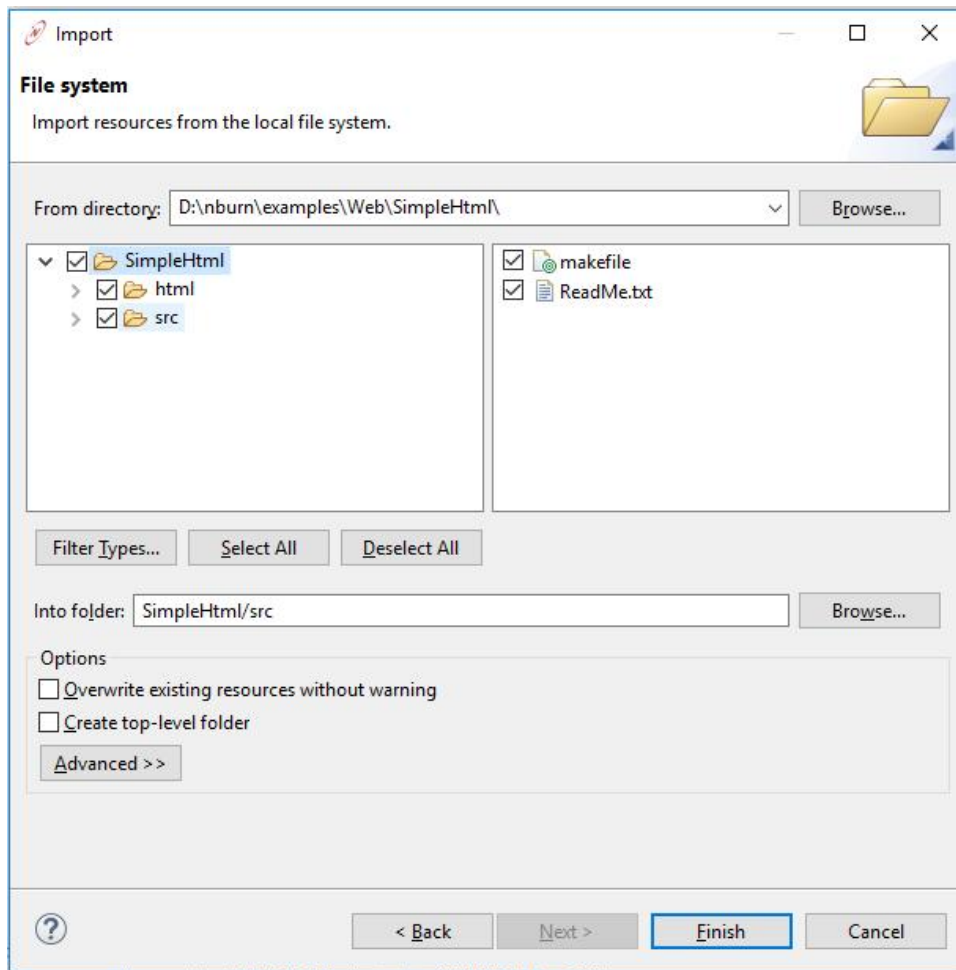 Import
File system
Import resources from the local file system.
From directory: D:\nburn\examples\Web\SimpleHtml\ Browse...
SimpleHtml
html
src
makefile
ReadMe.txt
Filter Types... Select All Deselect All
Into folder: SimpleHtml/src Browse...
Options
Overwrite existing resources without warning
Create top-level folder
Advanced >>
? < Back Next > Finish Cancel